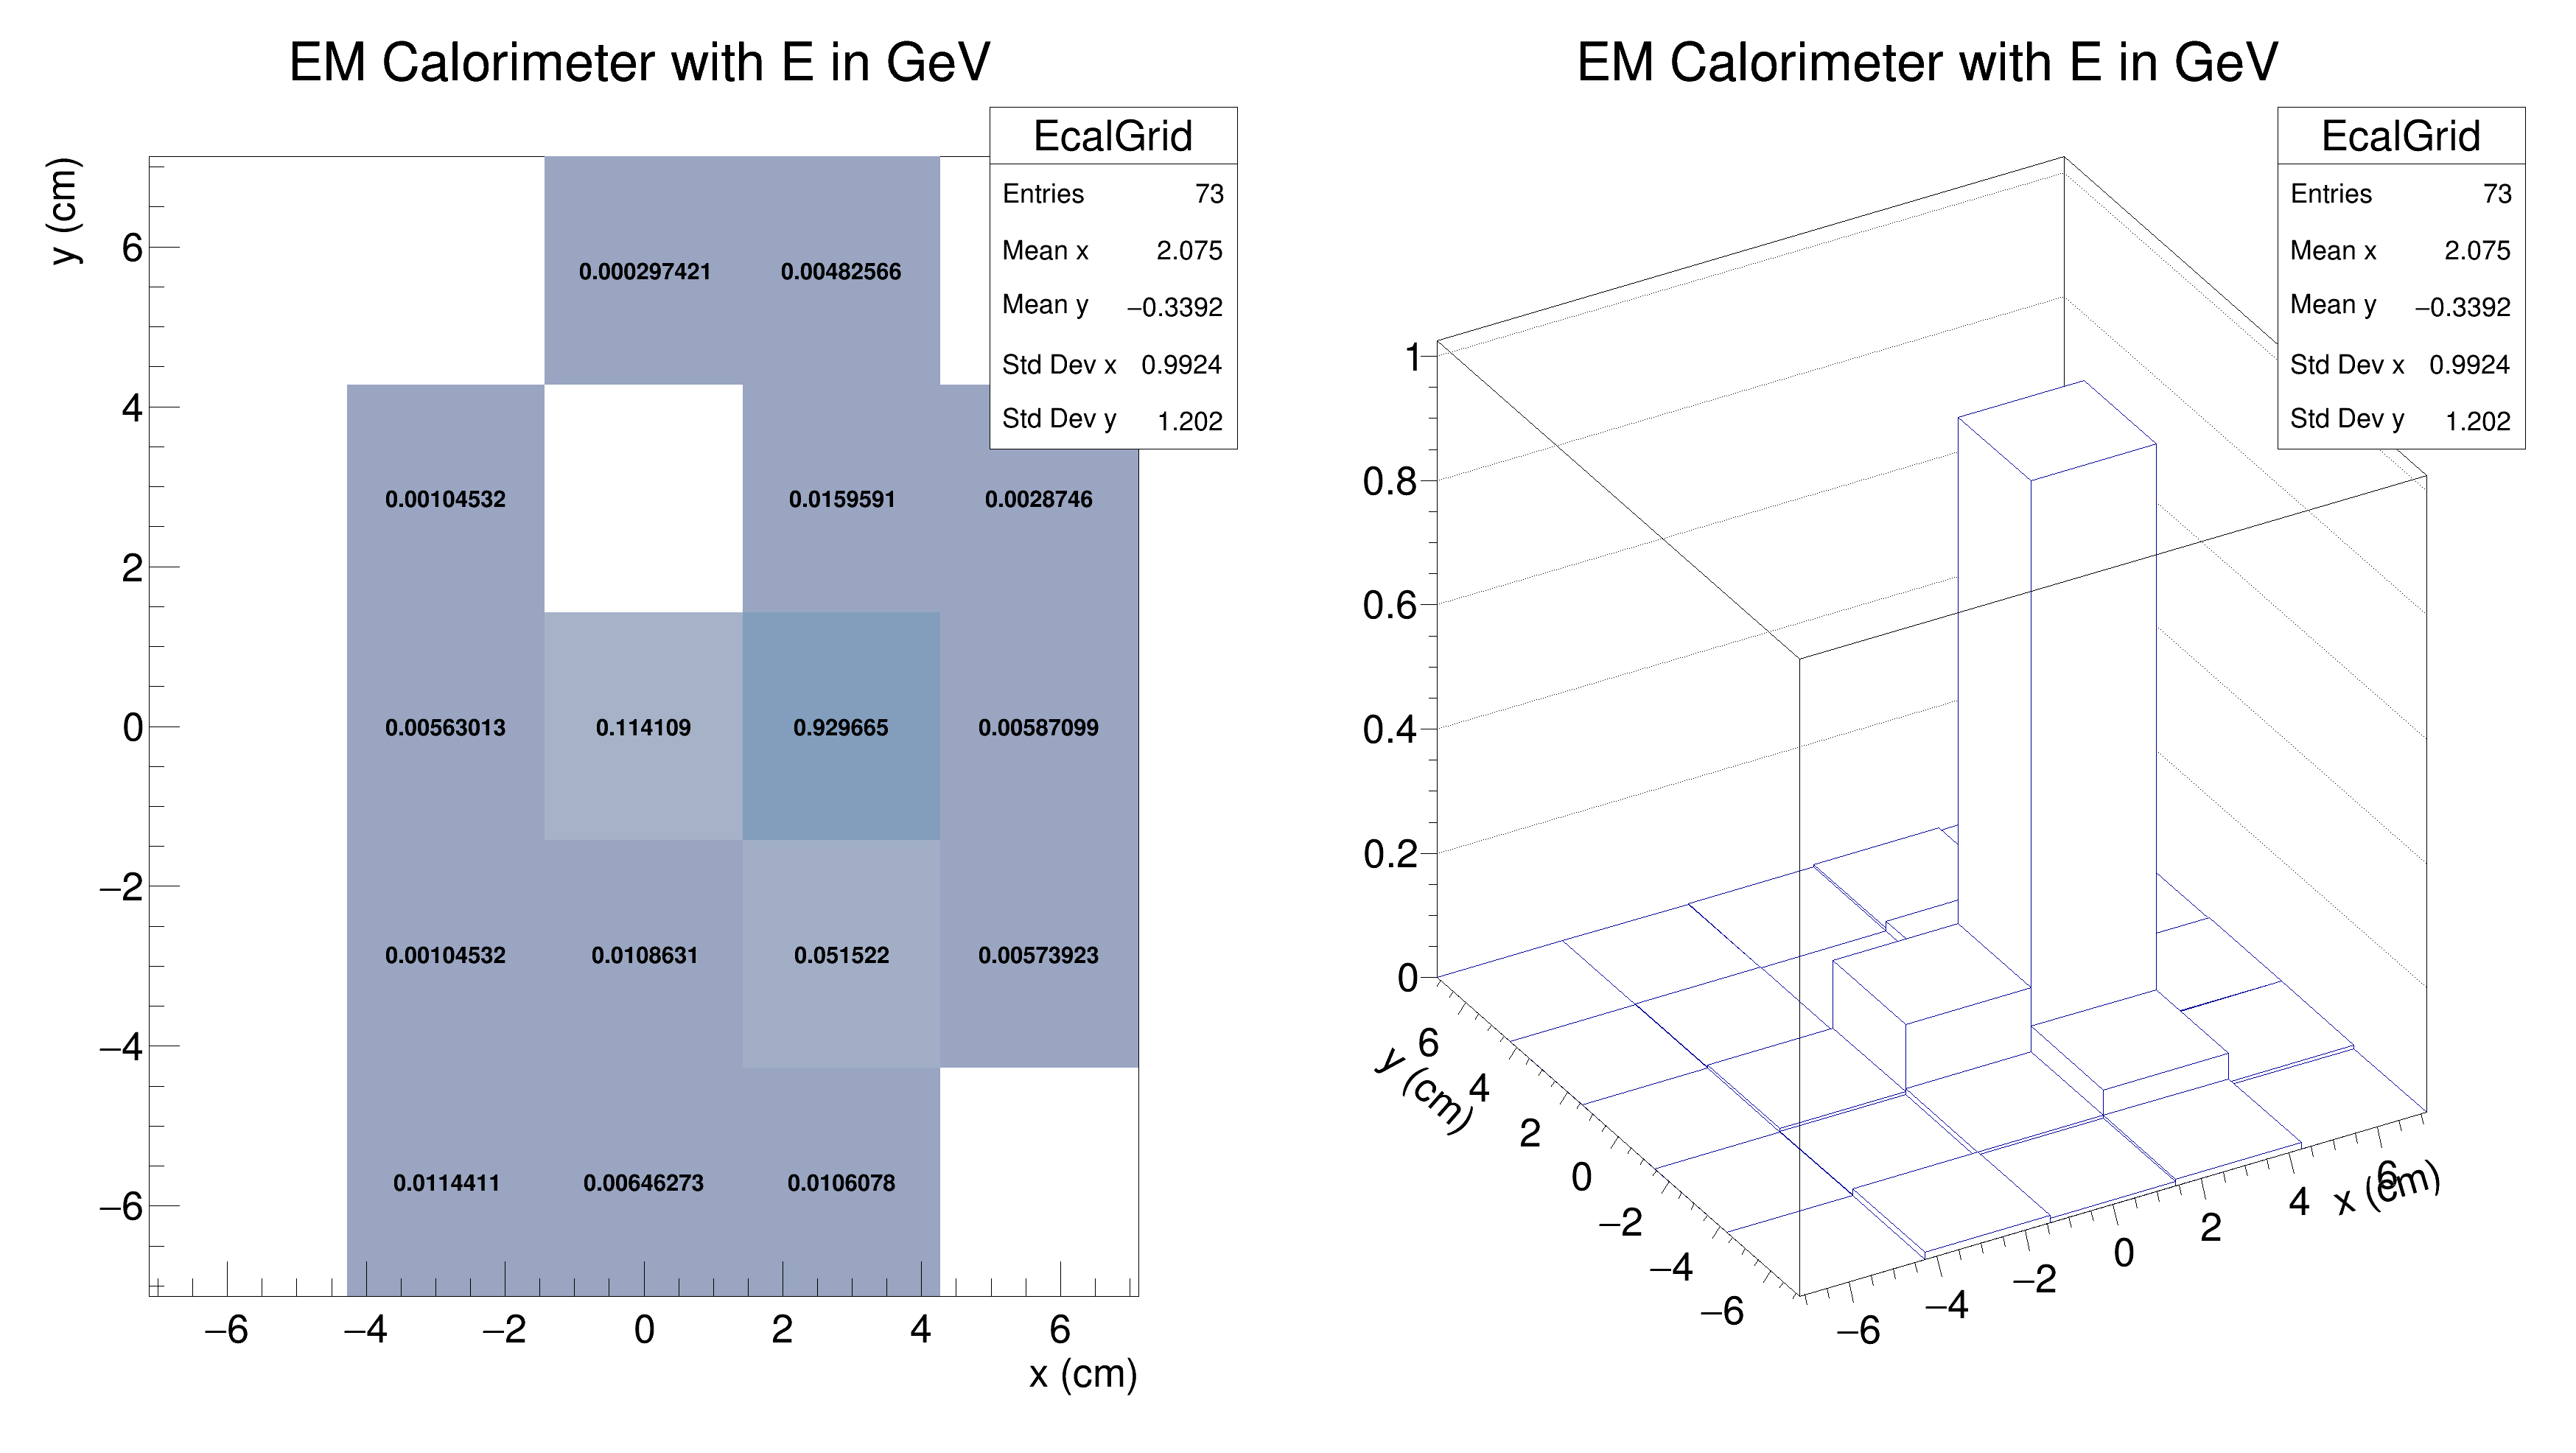 EM Calorimeter with E in GeV
EcalGrid
Entries 73
Mean x 2.075
Mean y −0.3392
Std Dev x 0.9924
Std Dev y 1.202
y (cm)
6
4
2
0
−2
−4
−6
0.000297421 0.00482566
0.00104532 0.0159591 0.0028746
0.00563013 0.114109 0.929665 0.00587099
0.00104532 0.0108631 0.051522 0.00573923
0.0114411 0.00646273 0.0106078
−6 −4 −2 0 2 4 6
x (cm)
EM Calorimeter with E in GeV
EcalGrid
Entries 73
Mean x 2.075
Mean y −0.3392
Std Dev x 0.9924
Std Dev y 1.202
1
0.8
0.6
0.4
0.2
0
y (cm)
6
4
2
0
−2
−4
−6
−6 −4 −2 0 2 4 6
x (cm)